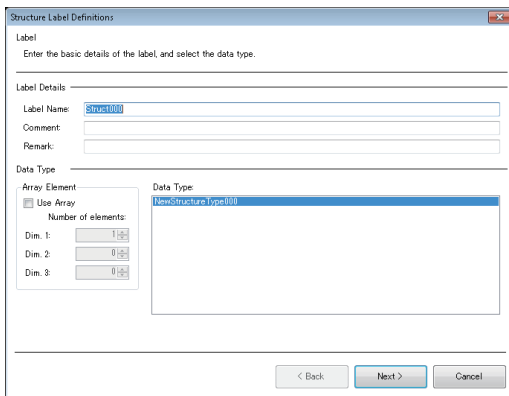 Structure Label Definitions
Label
Enter the basic details of the label, and select the data type.
Label Details
Label Name: Struct000
Comment:
Remark:
Data Type
Array Element
Use Array
Number of elements:
Dim. 1: 1
Dim. 2: 0
Dim. 3: 0
Data Type:
NewStructureType000
< Back Next > Cancel